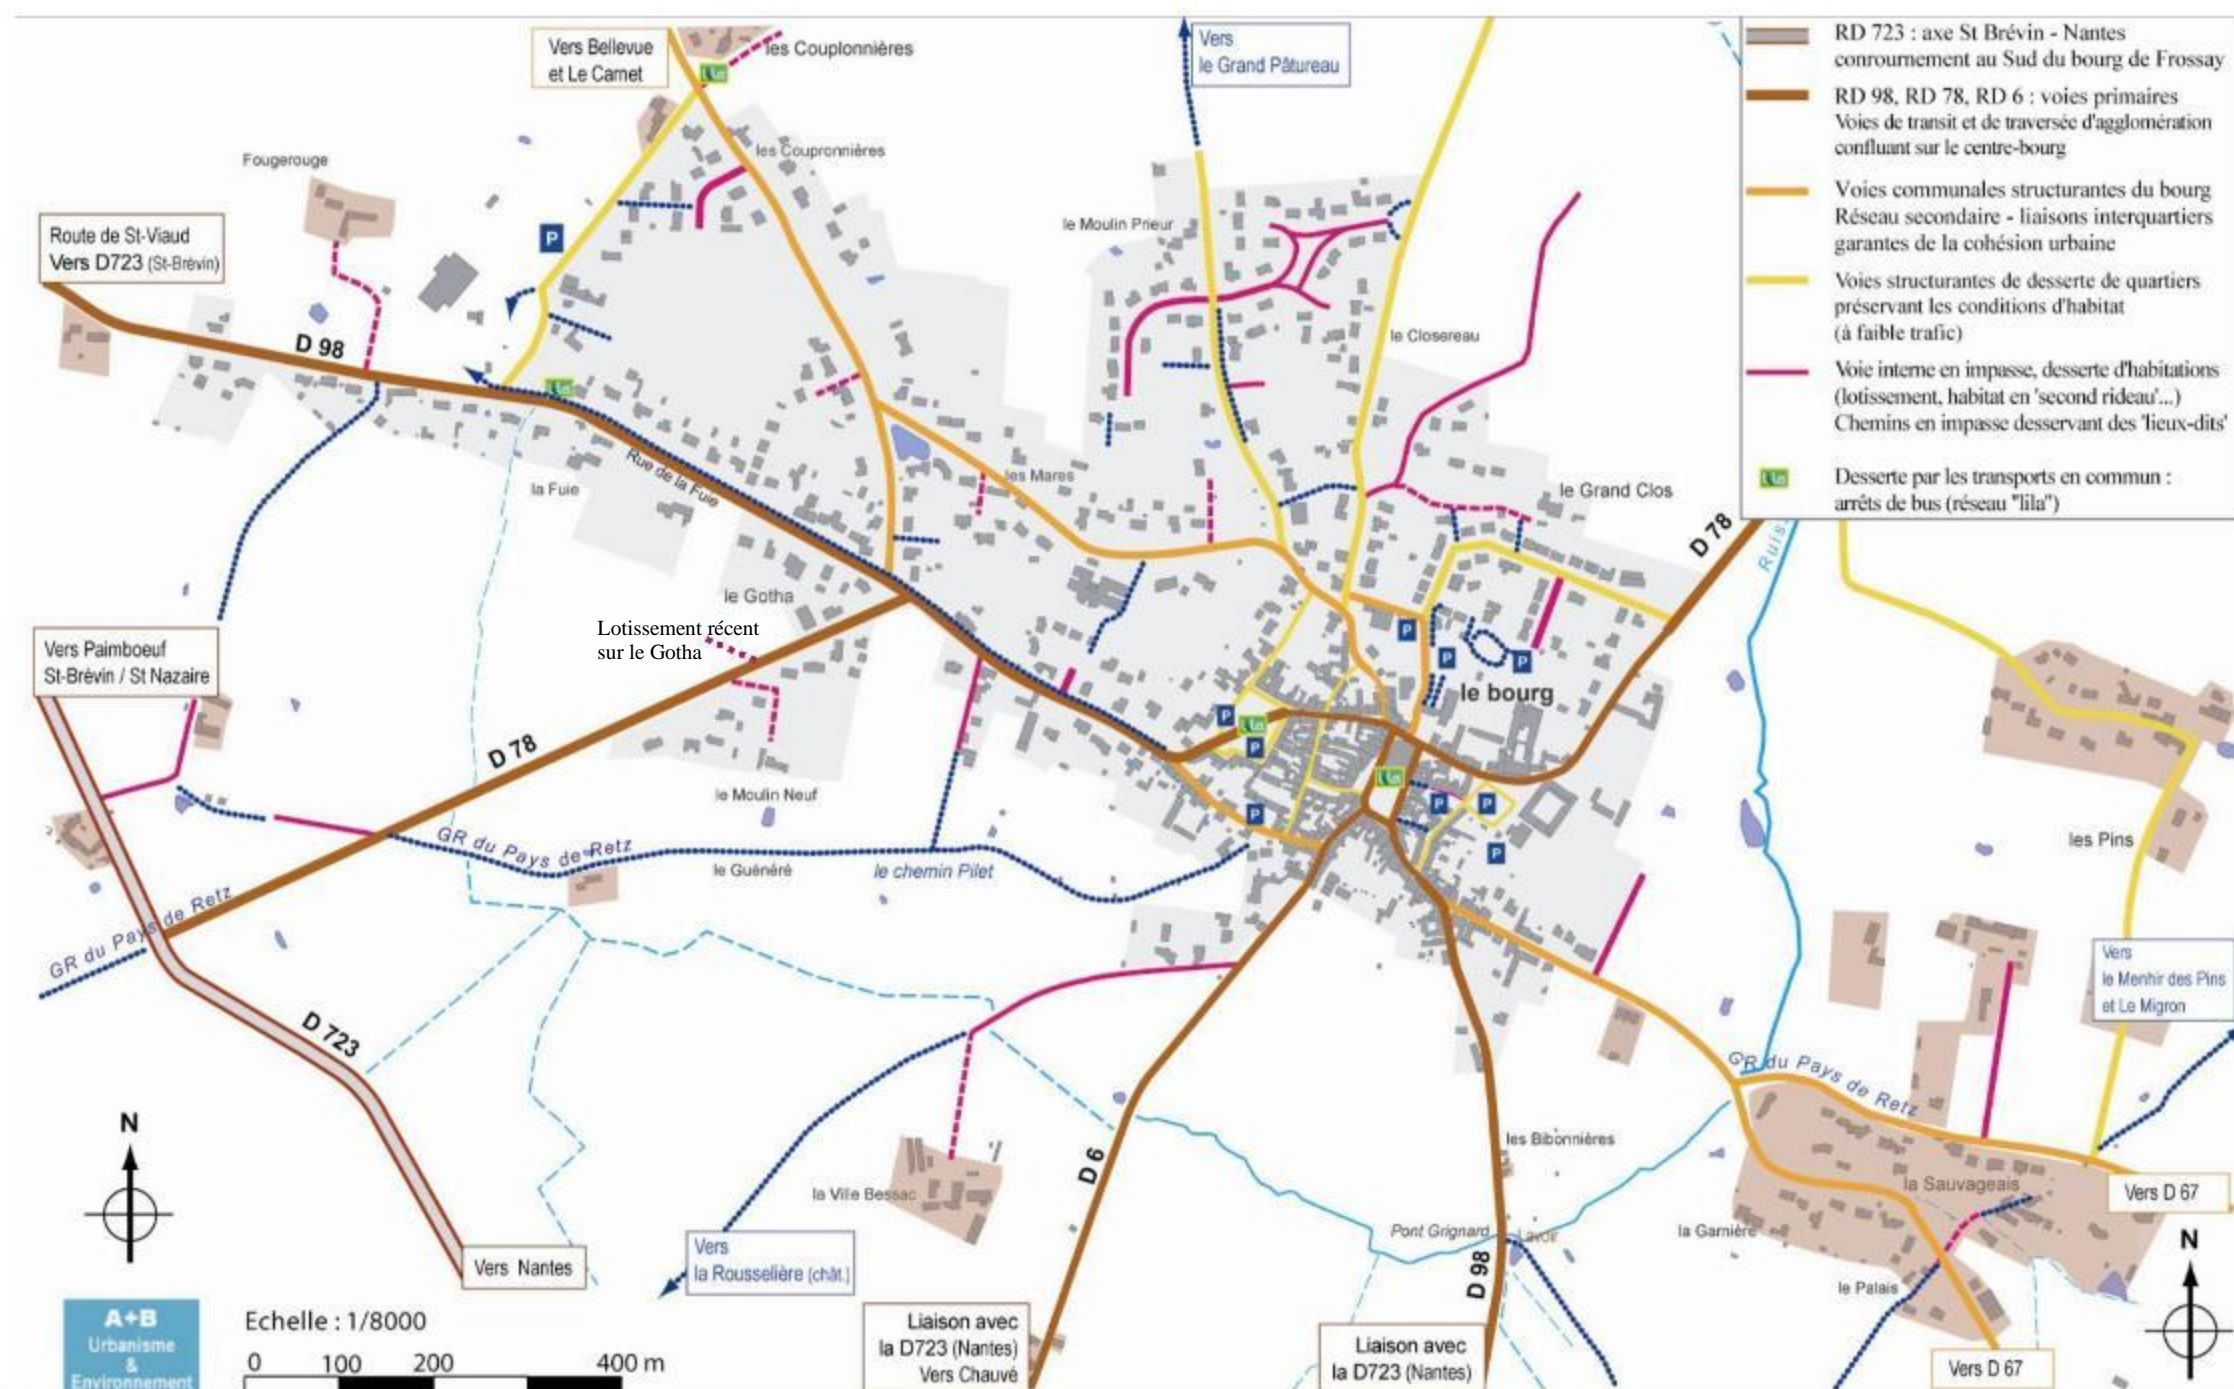 Vers Bellevue
et Le Carnet
les Couplonnières
Vers
le Grand Pâtureau
RD 723 : axe St Brévin - Nantes
conrournement au Sud du bourg de Frossay
RD 98, RD 78, RD 6 : voies primaires
Voies de transit et de traversée d'agglomération
confluant sur le centre-bourg
Voies communales structurantes du bourg
Réseau secondaire - liaisons interquartiers
garantes de la cohésion urbaine
Voies structurantes de desserte de quartiers
préservant les conditions d'habitat
(à faible trafic)
Voie interne en impasse, desserte d'habitations
(lotissement, habitat en 'second rideau'...)
Chemins en impasse desservant des 'lieux-dits'
Lila
Desserte par les transports en commun :
arrêts de bus (réseau "lila")
Lila
les Coupronnières
Fougerouge
P
le Moulin Prieur
Route de St-Viaud
Vers D723 (St-Brévin)
D 98
le Closereau
Lila
Rue de la Fuie
la Fuie
les Mares
le Grand Clos
D 78
Ruis
le Gotha
Lotissement récent
sur le Gotha
P
P
P
le bourg
Vers Paimboeuf
St-Brévin / St Nazaire
P
Lila
P
D 78
Lila
le Moulin Neuf
P
P
P
P
GR du Pays de Retz
le Guénéré
le chemin Pilet
les Pins
GR du Pays de Retz
Vers
le Menhir des Pins
et Le Migron
D 723
GR du Pays de Retz
N
les Bibonnières
D 6
la Ville Bessac
la Sauvageais
Vers D 67
Pont Grignard
Lavoir
la Garnière
N
Vers Nantes
Vers
la Rousselière (chât.)
D 98
le Palais
A+B
Urbanisme
&
Environnement
Echelle : 1/8000
0 100 200 400 m
Liaison avec
la D723 (Nantes)
Vers Chauvé
Liaison avec
la D723 (Nantes)
Vers D 67